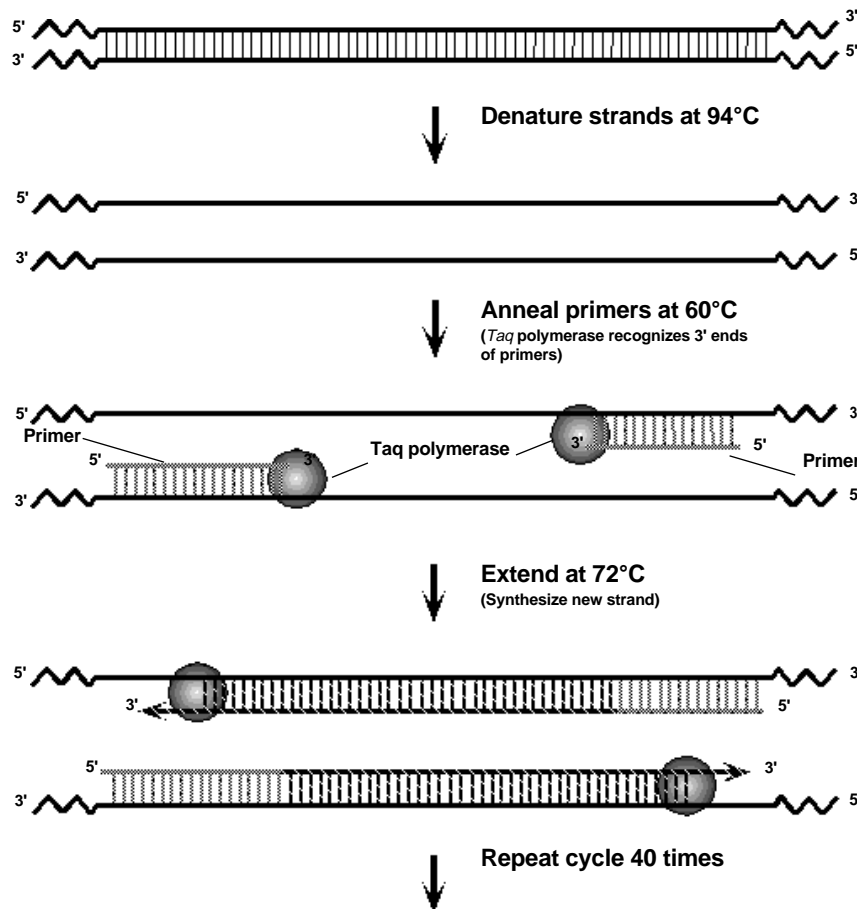 5' 3'
3' 5'
Denature strands at 94°C
5' 3'
3' 5
Anneal primers at 60°C
(Taq polymerase recognizes 3' ends
of primers)
5' 3'
Primer Taq polymerase 3' 5'
5' 3' Primer
3' 5
Extend at 72°C
(Synthesize new strand)
5' 3'
3' 5'
5' 3'
3' 5
Repeat cycle 40 times